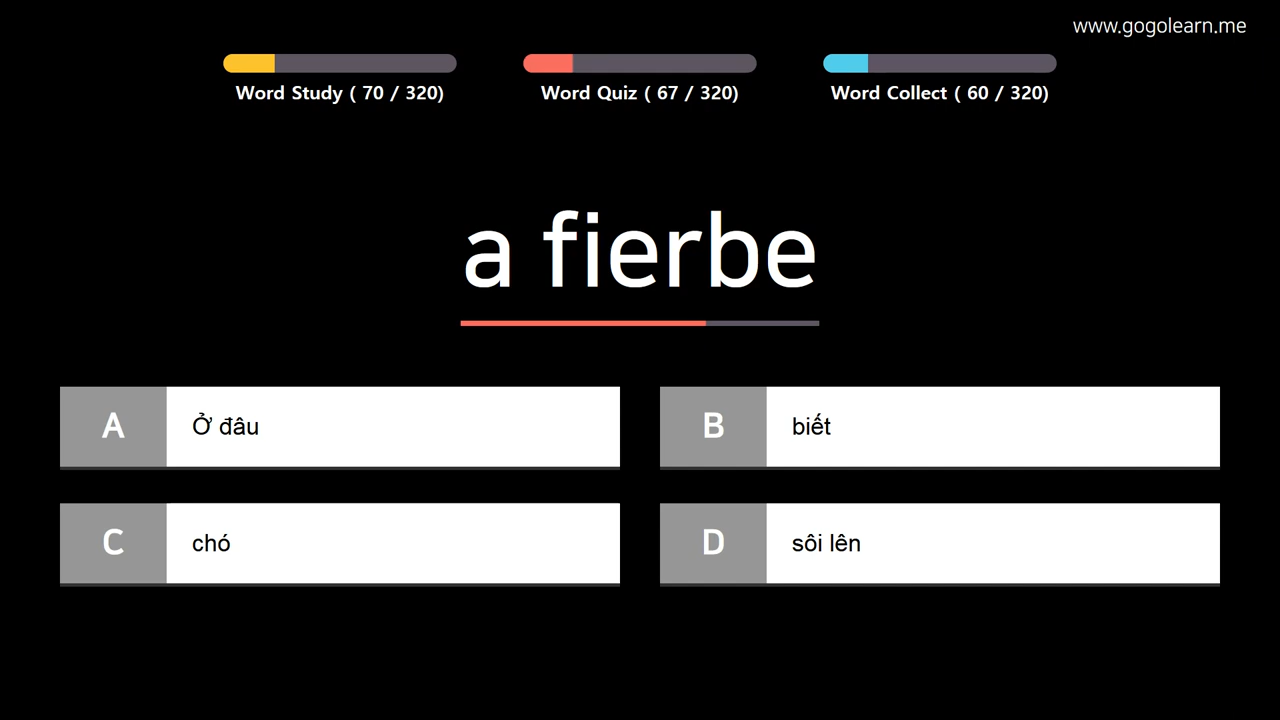 www.gogolearn.me
Word Study ( 70 / 320)
Word Quiz ( 67 / 320)
Word Collect ( 60 / 320)
a fierbe
A
Ở đâu
B
biết
C
chó
D
sôi lên